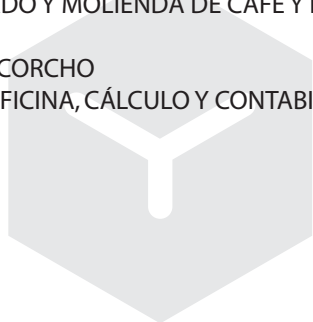 DO Y MOLIENDA DE CAFÉ Y
CORCHO
FICINA, CÁLCULO Y CONTABI